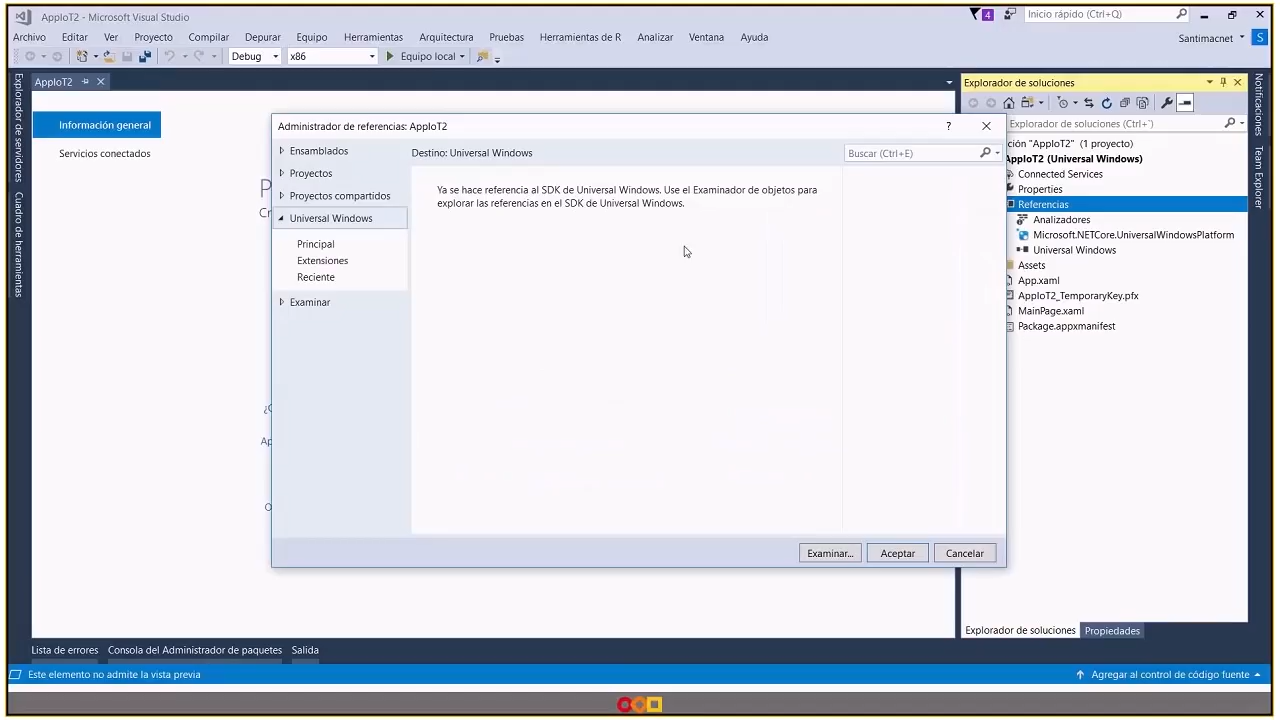 AppIoT2 - Microsoft Visual Studio
4
Inicio rápido (Ctrl+Q)
Archivo Editar Ver Proyecto Compilar Depurar Equipo Herramientas Arquitectura Pruebas Herramientas de R Analizar Ventana Ayuda
Santimacnet S
Debug x86 Equipo local
Explorador de servidores
Cuadro de herramientas
AppIoT2
Información general
Servicios conectados
P
Administrador de referencias: AppIoT2
?
Ensamblados
Proyectos
Proyectos compartidos
Universal Windows
Principal
Extensiones
Reciente
Examinar
Destino: Universal Windows
Buscar (Ctrl+E)
Ya se hace referencia al SDK de Universal Windows. Use el Examinador de objetos para
explorar las referencias en el SDK de Universal Windows.
Examinar... Aceptar Cancelar
Explorador de soluciones
Explorador de soluciones (Ctrl+´)
ción "AppIoT2" (1 proyecto)
AppIoT2 (Universal Windows)
Connected Services
Properties
Referencias
Analizadores
Microsoft.NETCore.UniversalWindowsPlatform
Universal Windows
Assets
App.xaml
AppIoT2_TemporaryKey.pfx
MainPage.xaml
Package.appxmanifest
Explorador de soluciones Propiedades
Notificaciones
Team Explorer
Lista de errores Consola del Administrador de paquetes Salida
Este elemento no admite la vista previa
Agregar al control de código fuente